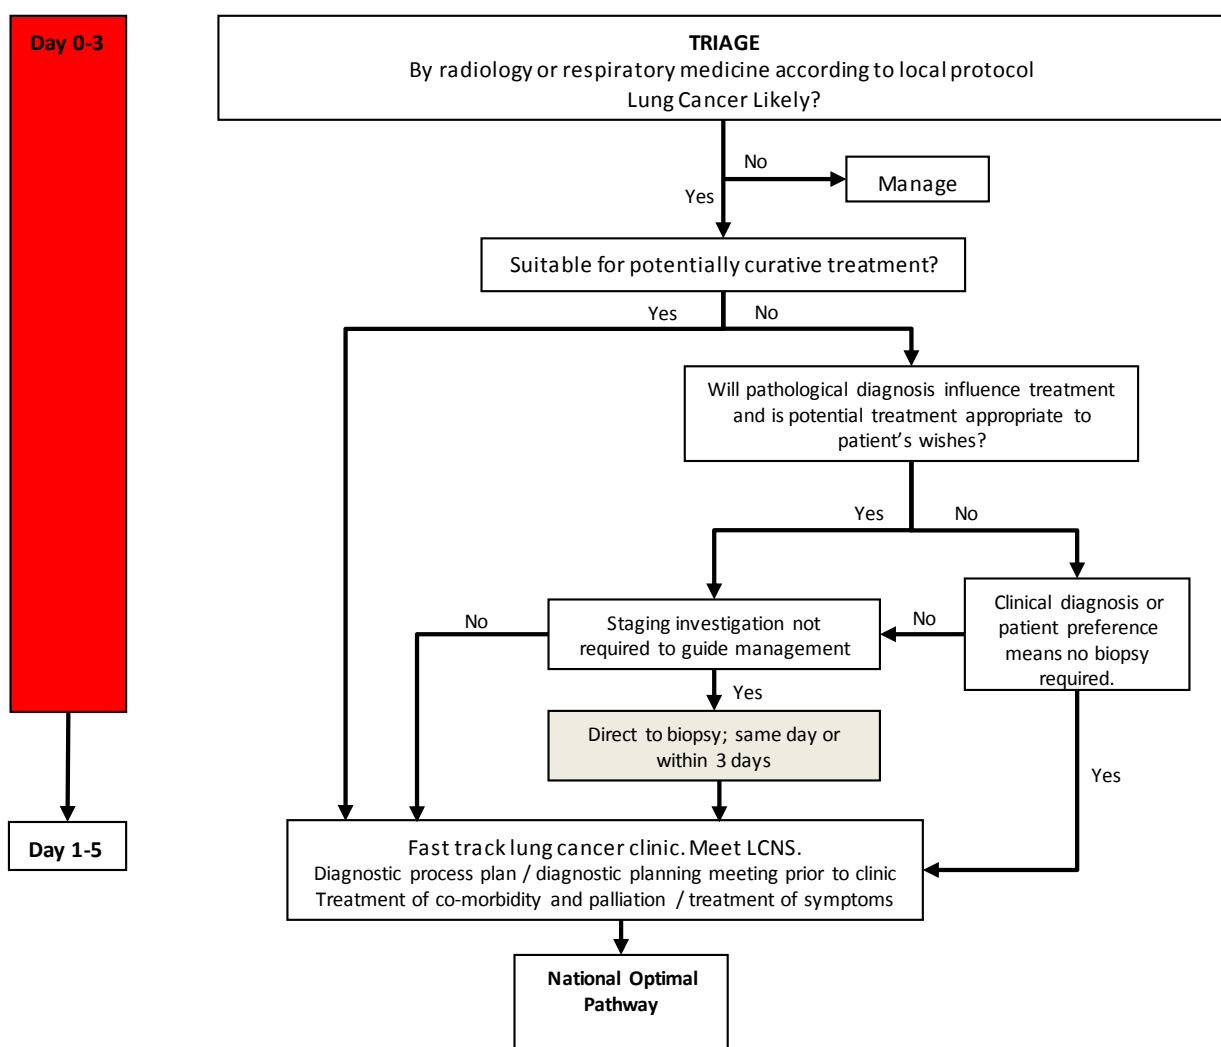 Day 0-3
TRIAGE
By radiology or respiratory medicine according to local protocol
Lung Cancer Likely?
No
Manage
Yes
Suitable for potentially curative treatment?
Yes
No
Will pathological diagnosis influence treatment
and is potential treatment appropriate to
patient's wishes?
Yes
No
No
Staging investigation not
required to guide management
No
Clinical diagnosis or
patient preference
means no biopsy
required.
Yes
Direct to biopsy; same day or
within 3 days
Yes
Day 1-5
Fast track lung cancer clinic. Meet LCNS.
Diagnostic process plan / diagnostic planning meeting prior to clinic
Treatment of co-morbidity and palliation / treatment of symptoms
National Optimal
Pathway